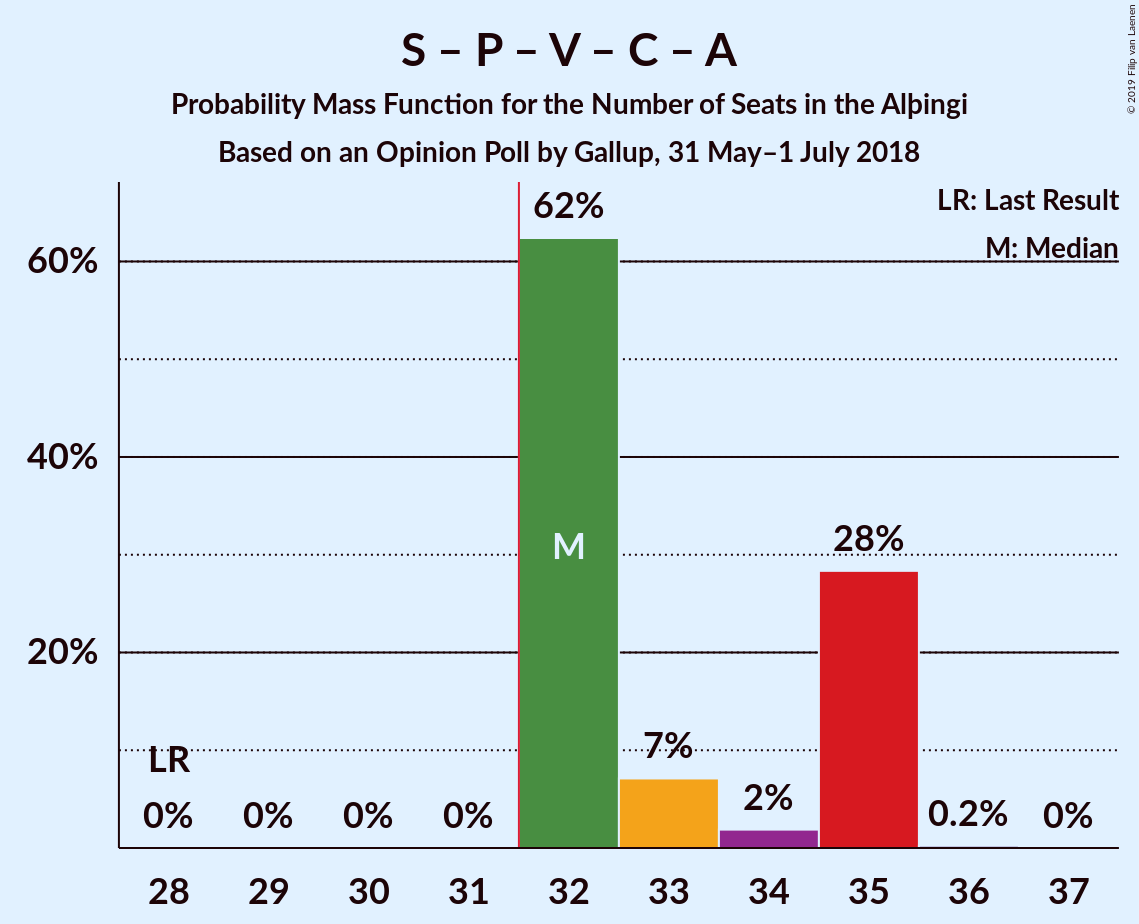 S – P – V – C – A
Probability Mass Function for the Number of Seats in the Alþingi
Based on an Opinion Poll by Gallup, 31 May–1 July 2018
© 2019 Filip van Laenen
LR: Last Result
M: Median
60%
40%
20%
62%
M
28%
7%
2%
LR
0% 0% 0% 0% 0.2% 0%
28 29 30 31 32 33 34 35 36 37